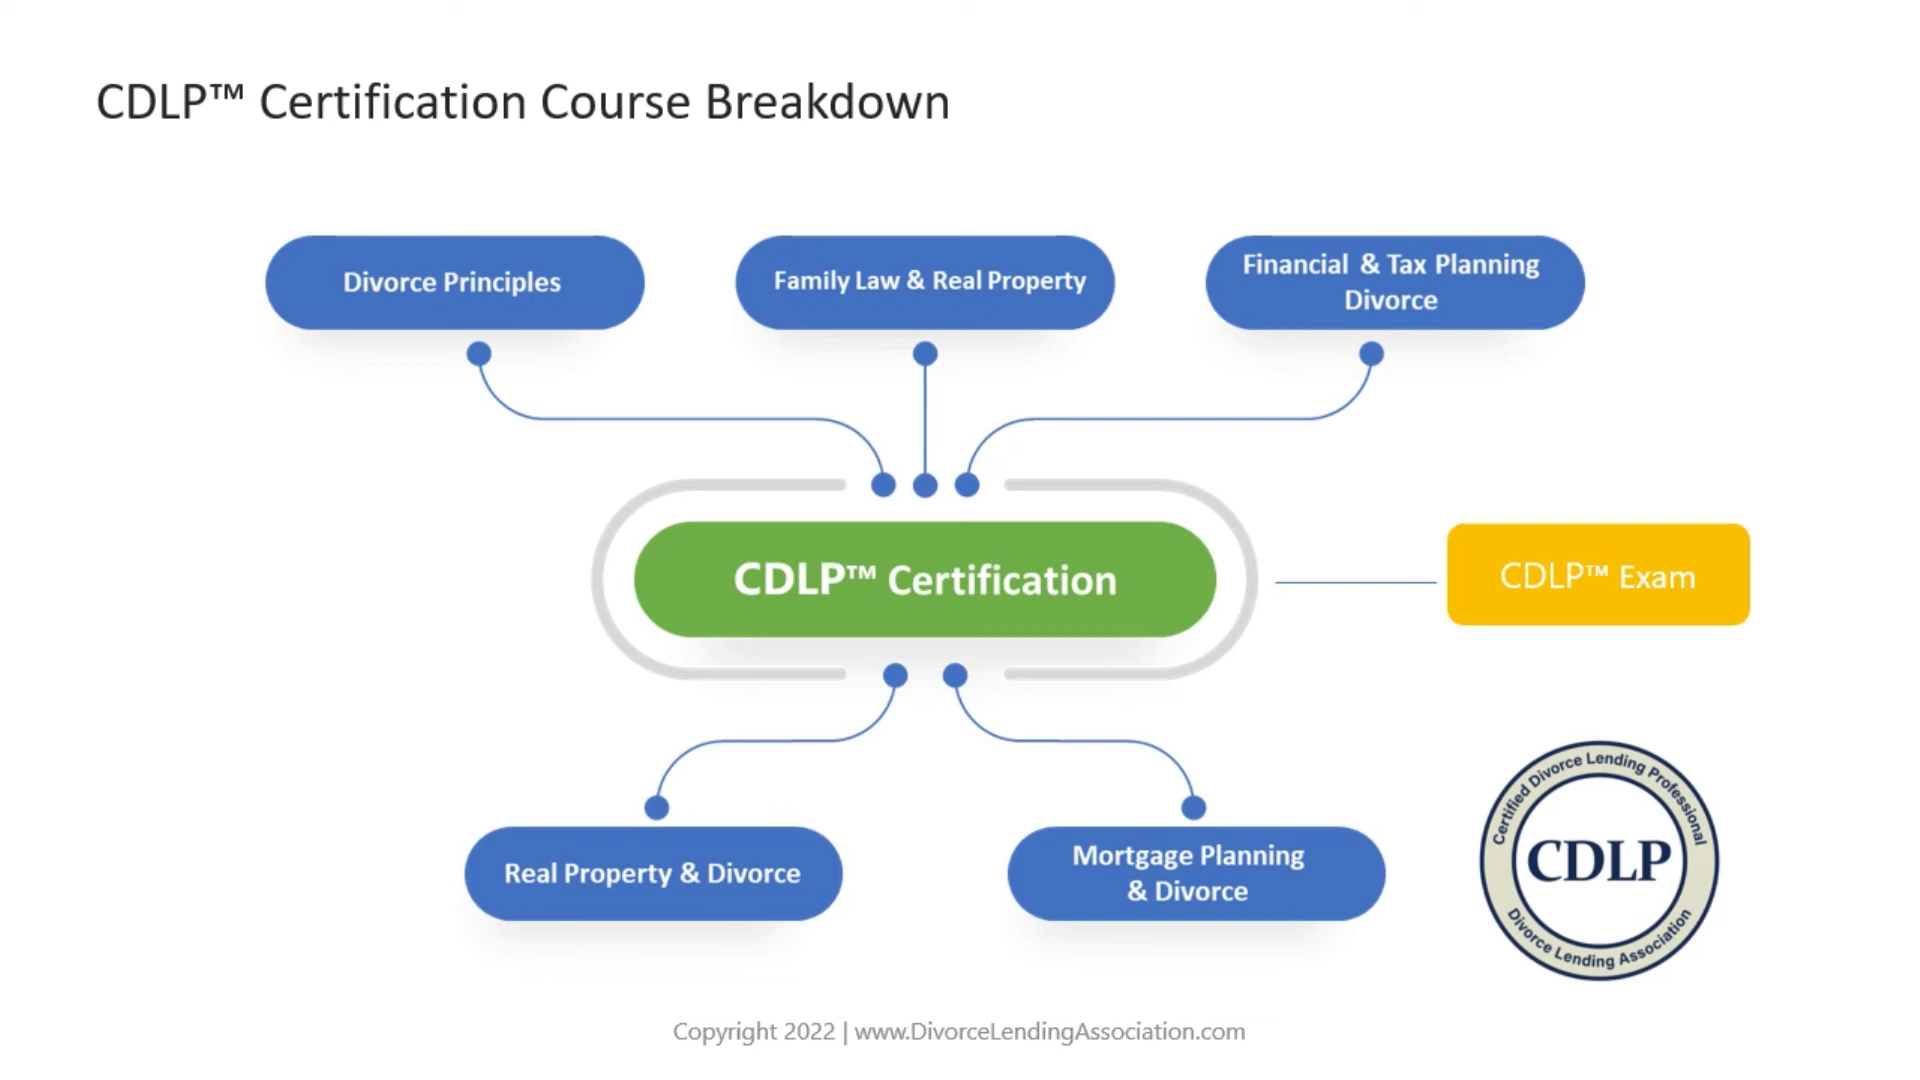 CDLP™ Certification Course Breakdown
Divorce Principles
Family Law & Real Property
Financial & Tax Planning
Divorce
CDLP™ Certification
CDLP™ Exam
Real Property & Divorce
Mortgage Planning
& Divorce
Certified Divorce Lending Professional
CDLP
Divorce Lending Association
Copyright 2022 | www.DivorceLendingAssociation.com